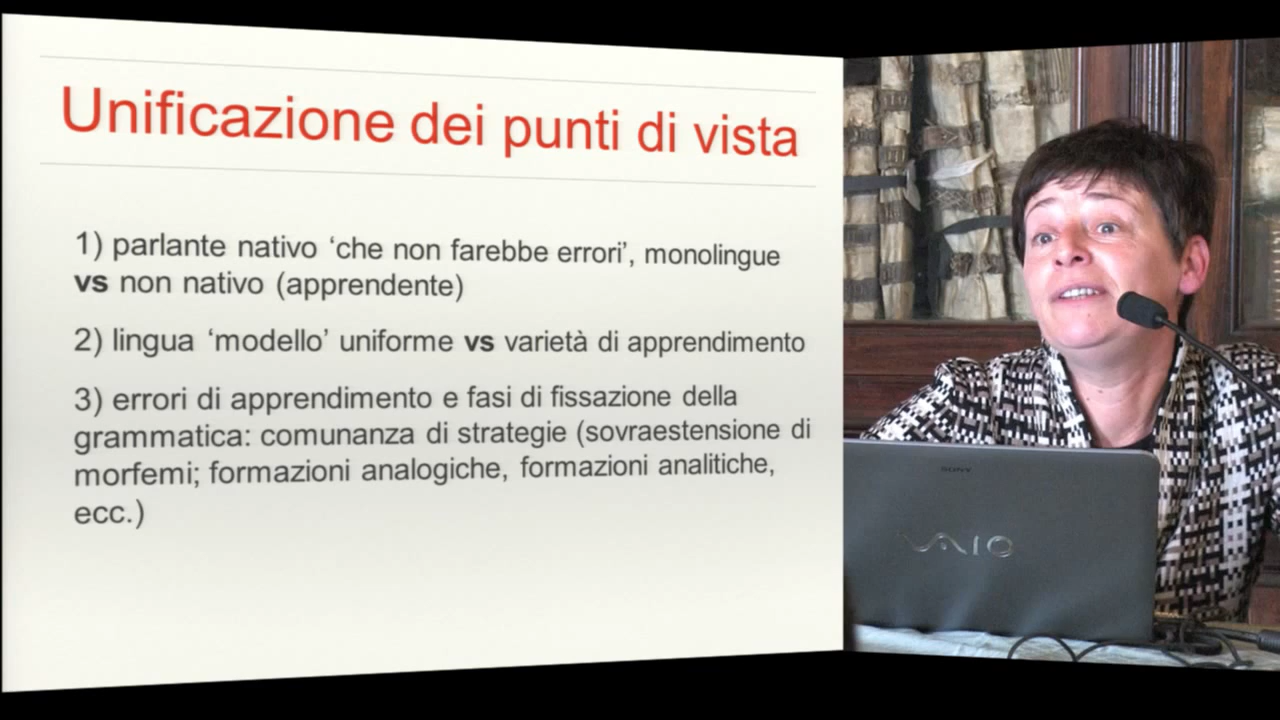 Unificazione dei punti di vista
1) parlante nativo ‘che non farebbe errori’, monolingue
vs non nativo (apprendente)
2) lingua ‘modello’ uniforme vs varietà di apprendimento
3) errori di apprendimento e fasi di fissazione della
grammatica: comunanza di strategie (sovraestensione di
morfemi; formazioni analogiche, formazioni analitiche,
ecc.)
SONY
VAIO